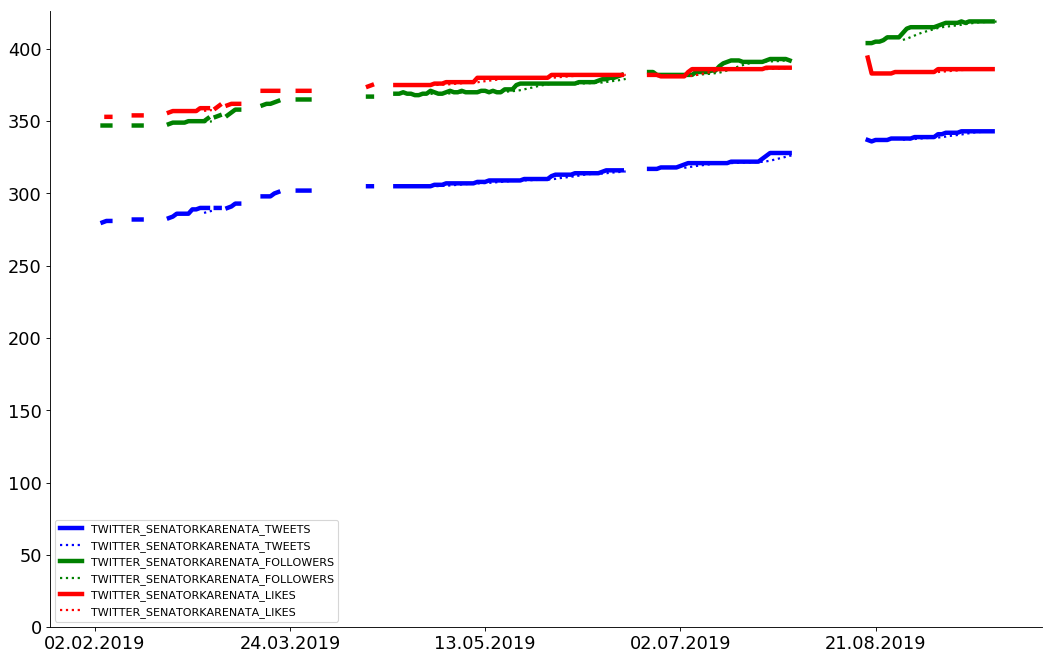 400
350
300
250
200
150
100
50
0
TWITTER_SENATORKARENATA_TWEETS
TWITTER_SENATORKARENATA_TWEETS
TWITTER_SENATORKARENATA_FOLLOWERS
TWITTER_SENATORKARENATA_FOLLOWERS
TWITTER_SENATORKARENATA_LIKES
TWITTER_SENATORKARENATA_LIKES
02.02.2019 24.03.2019 13.05.2019 02.07.2019 21.08.2019